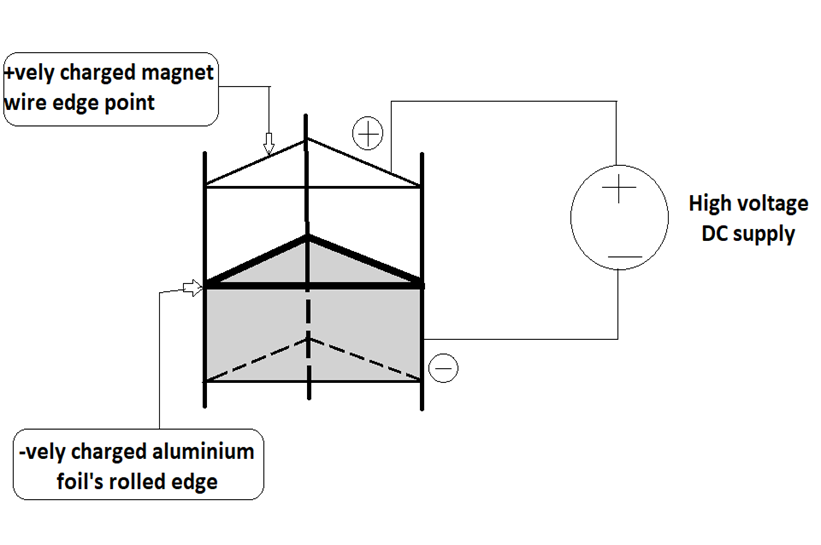 +vely charged magnet
wire edge point
+
+
High voltage
DC supply
−
−
-vely charged aluminium
foil's rolled edge